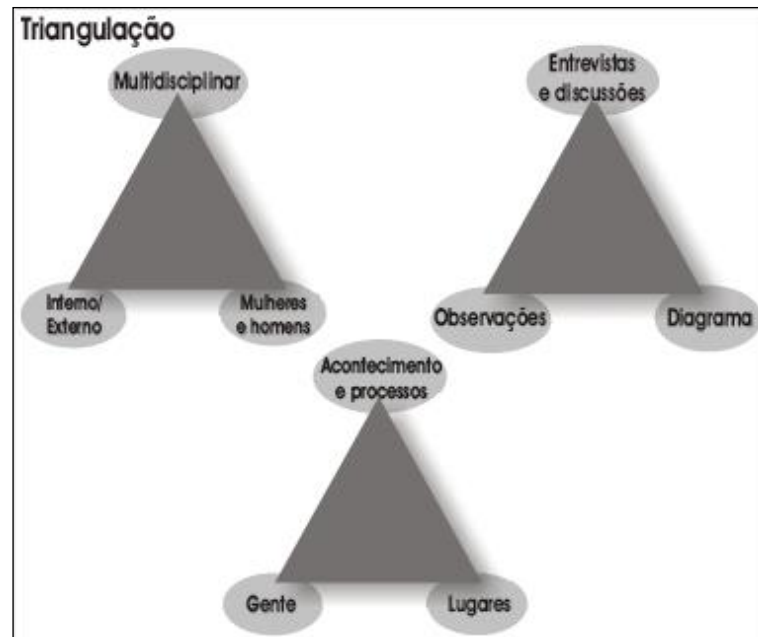 Triangulação
Multidisciplinar
Interno/
Externo
Mulheres
e homens
Entrevistas
e discussões
Observações
Diagrama
Acontecimento
e processos
Gente
Lugares